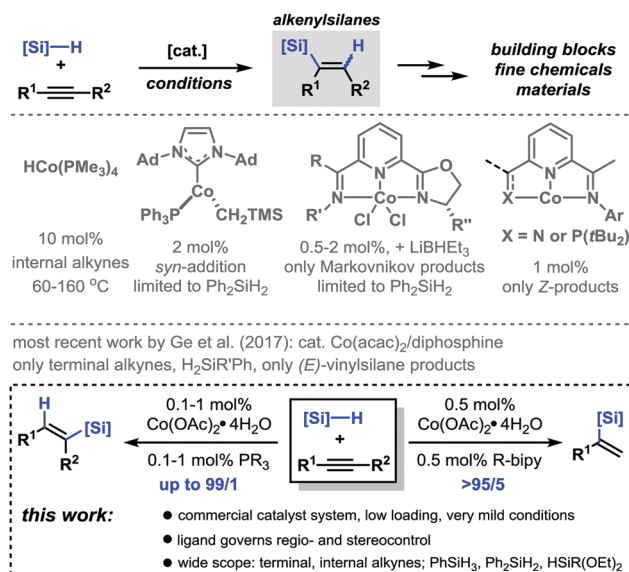 alkenylsilanes
[Si]—H
+
R¹ R²
[cat.]
conditions
[Si] H
R¹ R²
building blocks
fine chemicals
materials
HCo(PMe₃)₄
10 mol%
internal alkynes
60-160 °C
Ad N N Ad
Co
Ph₃P CH₂TMS
2 mol%
syn-addition
limited to Ph₂SiH₂
R N O
N Co N
R' Cl Cl R"
0.5-2 mol%, + LiBHEt₃
only Markovnikov products
limited to Ph₂SiH₂
N
X Co N
Ar
X = N or P(tBu₂)
1 mol%
only Z-products
most recent work by Ge et al. (2017): cat. Co(acac)₂/diphosphine
only terminal alkynes, H₂SiR'Ph, only (E)-vinylsilane products
H
R¹ [Si]
R²
0.1-1 mol%
Co(OAc)₂• 4H₂O
0.1-1 mol% PR₃
up to 99/1
[Si]—H
+
R¹ R²
0.5 mol%
Co(OAc)₂• 4H₂O
0.5 mol% R-bipy
>95/5
[Si]
R¹
this work:
● commercial catalyst system, low loading, very mild conditions
● ligand governs regio- and stereocontrol
● wide scope: terminal, internal alkynes; PhSiH₃, Ph₂SiH₂, HSiR(OEt)₂